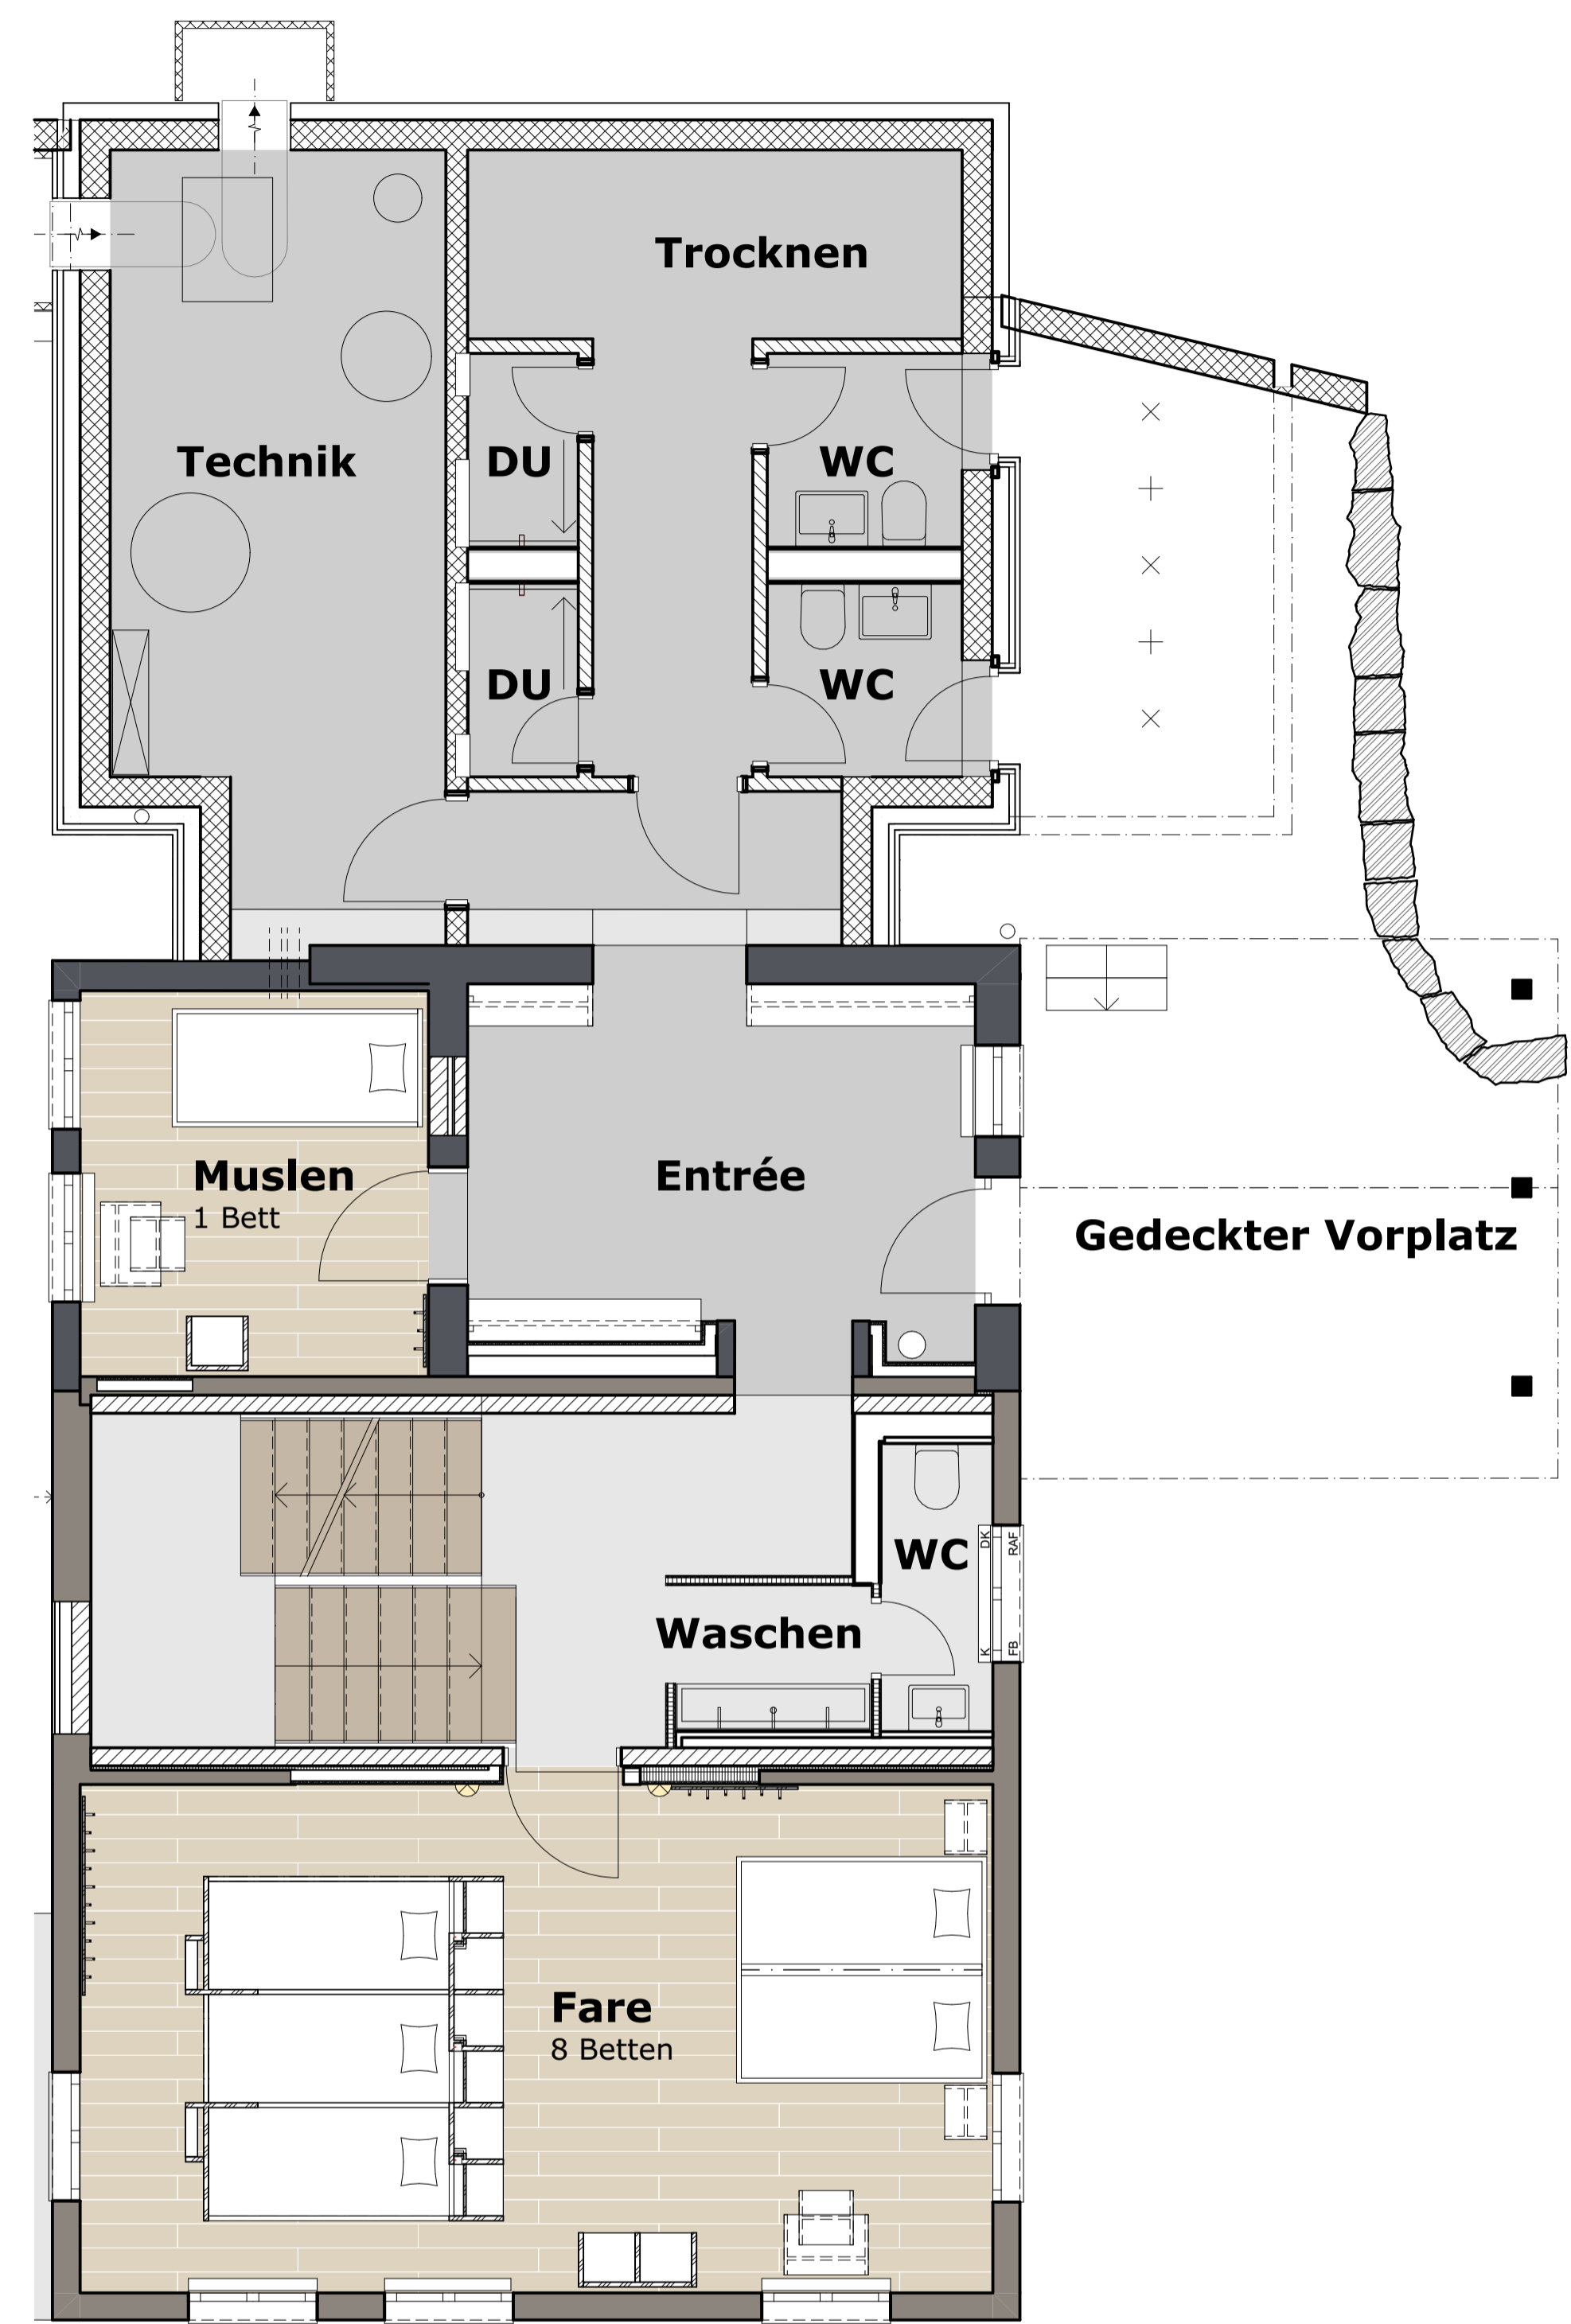 Trocknen
Technik
DU
WC
DU
WC
Muslen
1 Bett
Entrée
Gedeckter Vorplatz
DK
RAF
WC
Waschen
K
FB
Fare
8 Betten